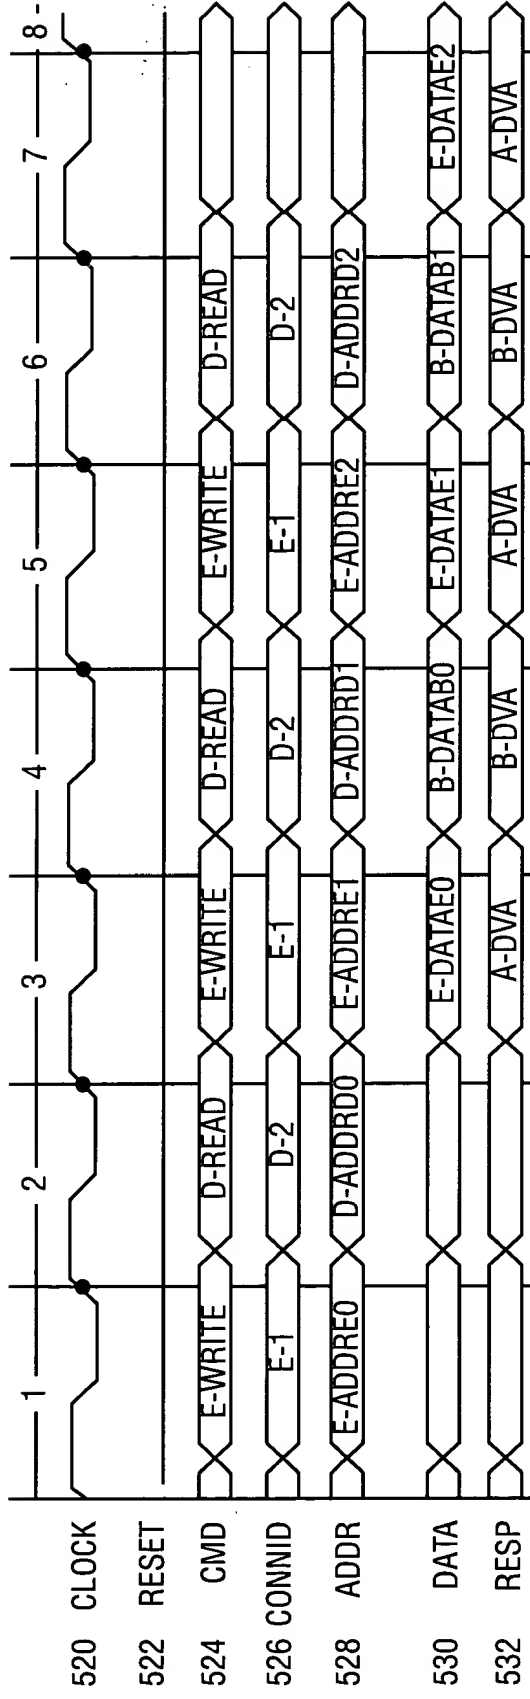 1 2 3 4 5 6 7 8
520 CLOCK
522 RESET
524 CMD E-WRITE D-READ E-WRITE D-READ E-WRITE D-READ
526 CONNID E-1 D-2 E-1 D-2 E-1 D-2
528 ADDR E-ADDRE0 D-ADDRD0 E-ADDRE1 D-ADDRD1 E-ADDRE2 D-ADDRD2
530 DATA E-DATAE0 B-DATAB0 E-DATAE1 B-DATAB1 E-DATAE2
532 RESP A-DVA B-DVA A-DVA B-DVA A-DVA